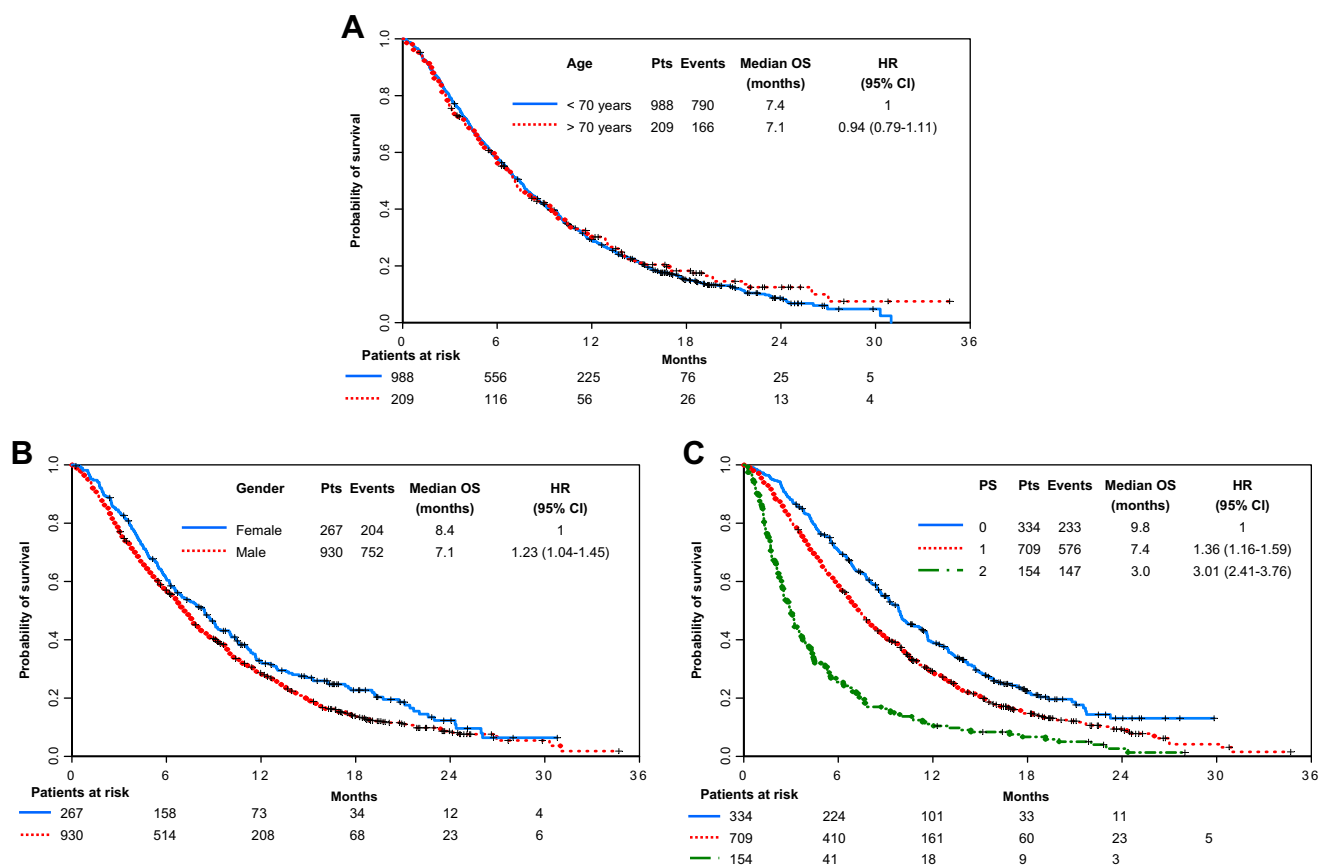 A
Age Pts Events Median OS HR
(months) (95% CI)
< 70 years 988 790 7.4 1
> 70 years 209 166 7.1 0.94 (0.79-1.11)
Probability of survival
1.0
0.8
0.6
0.4
0.2
0.0
0 6 12 18 24 30 36
Patients at risk Months
988 556 225 76 25 5
209 116 56 26 13 4
B
Gender Pts Events Median OS HR
(months) (95% CI)
Female 267 204 8.4 1
Male 930 752 7.1 1.23 (1.04-1.45)
Probability of survival
1.0
0.8
0.6
0.4
0.2
0.0
0 6 12 18 24 30 36
Patients at risk Months
267 158 73 34 12 4
930 514 208 68 23 6
C
PS Pts Events Median OS HR
(months) (95% CI)
0 334 233 9.8 1
1 709 576 7.4 1.36 (1.16-1.59)
2 154 147 3.0 3.01 (2.41-3.76)
Probability of survival
1.0
0.8
0.6
0.4
0.2
0.0
0 6 12 18 24 30 36
Patients at risk Months
334 224 101 33 11
709 410 161 60 23 5
154 41 18 9 3